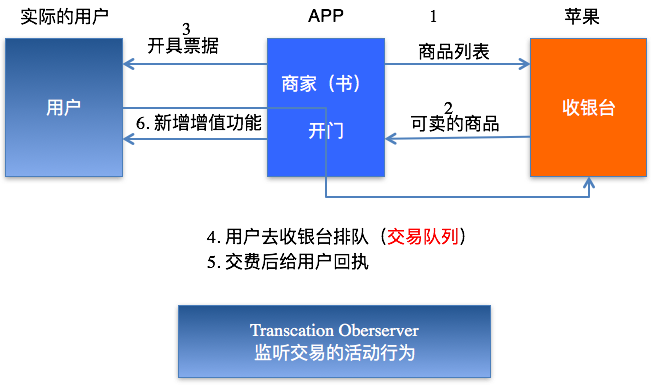 实际的用户
APP
1
苹果
3
开具票据
商品列表
用户
商家（书）
收银台
2
可卖的商品
6. 新增增值功能
开门
4. 用户去收银台排队（交易队列）
5. 交费后给用户回执
Transcation Oberserver
监听交易的活动行为